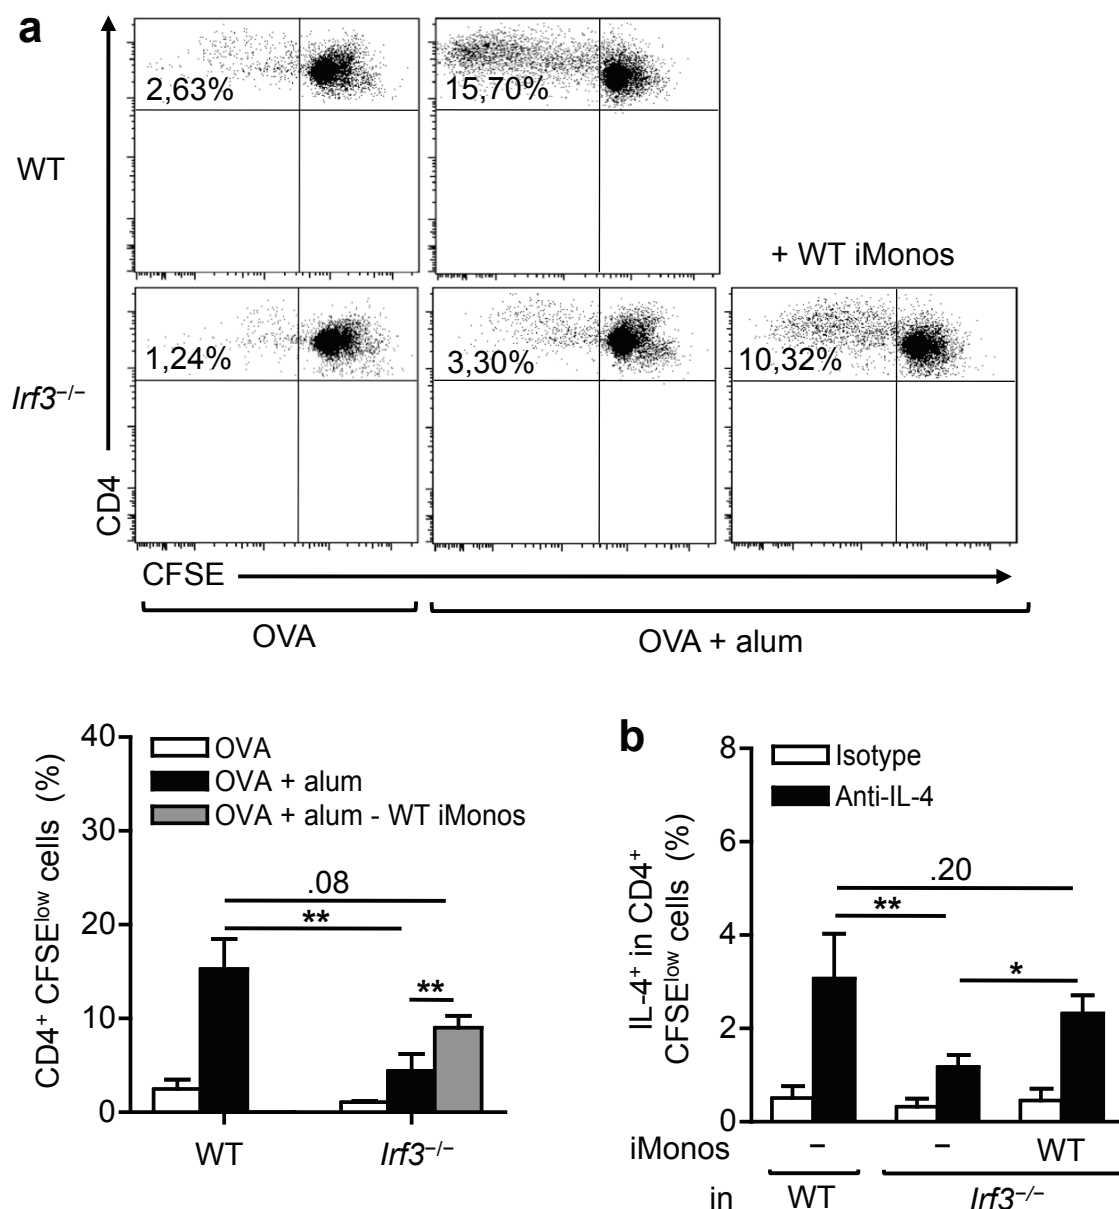 a
2,63%
15,70%
WT
+ WT iMonos
1,24%
3,30%
10,32%
Irf3⁻/⁻
CD4
CFSE
OVA
OVA + alum
40
30
20
10
0
CD4⁺ CFSEˡᵒʷ cells (%)
OVA
OVA + alum
OVA + alum - WT iMonos
.08
**
**
WT
Irf3⁻/⁻
b
8
6
4
2
0
IL-4⁺ in CD4⁺
CFSEˡᵒʷ cells (%)
Isotype
Anti-IL-4
.20
**
*
iMonos – – WT
in WT Irf3⁻/⁻